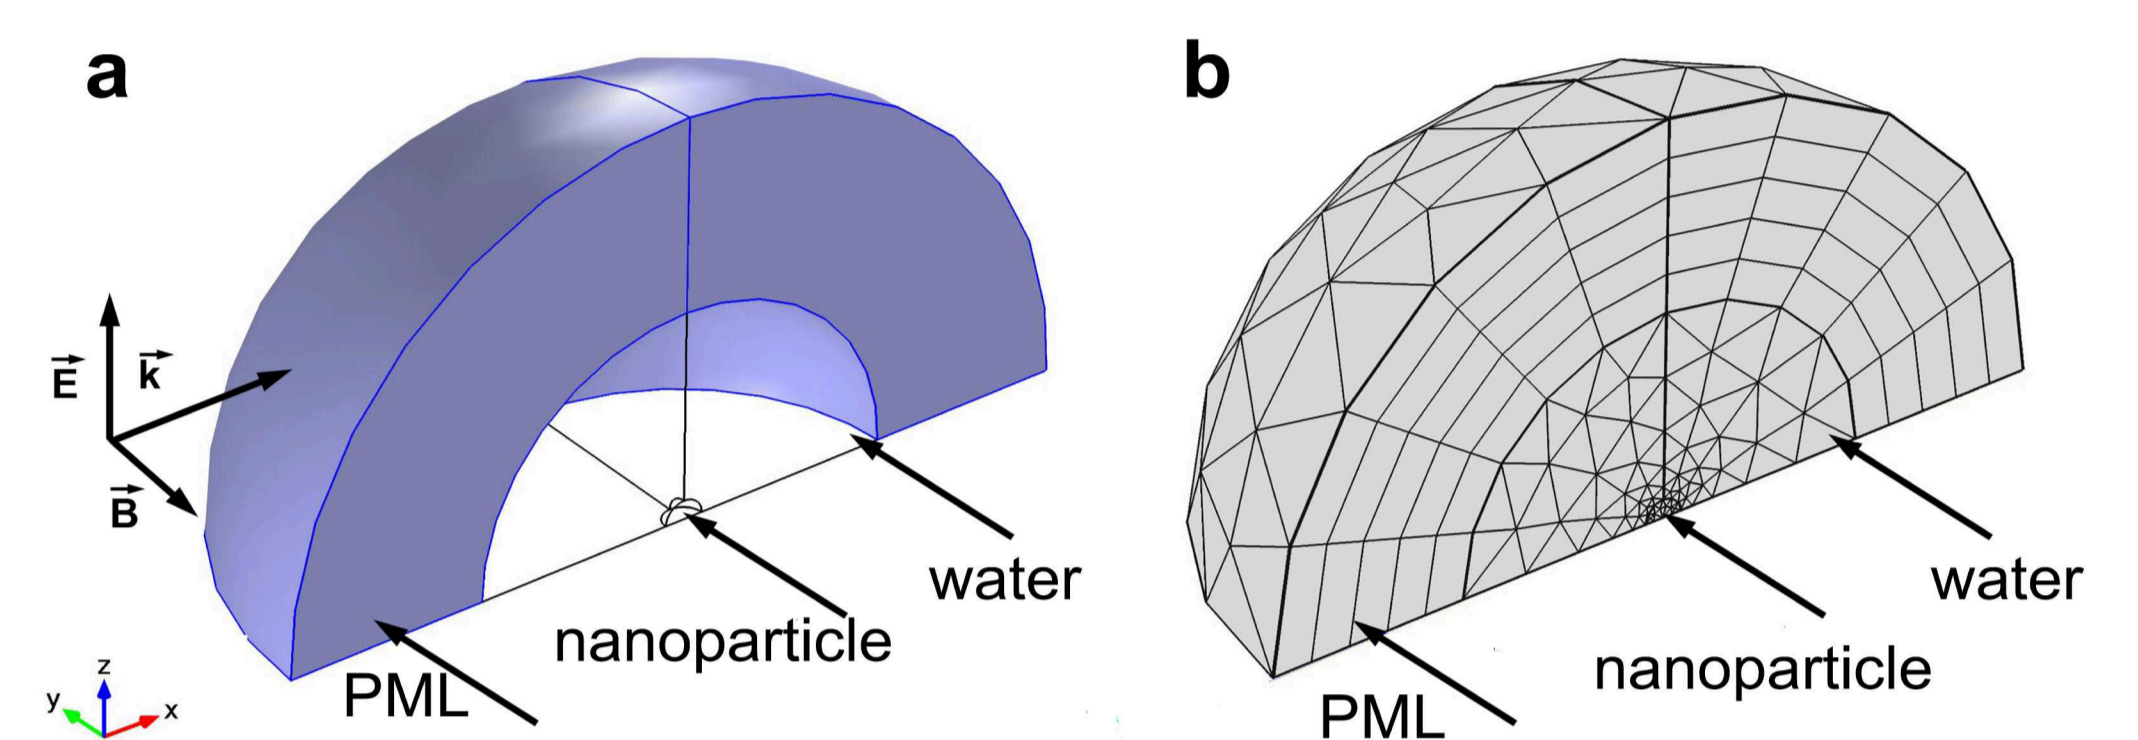 a
b
E⃗
k⃗
B⃗
water
nanoparticle
PML
z
y
x
water
nanoparticle
PML